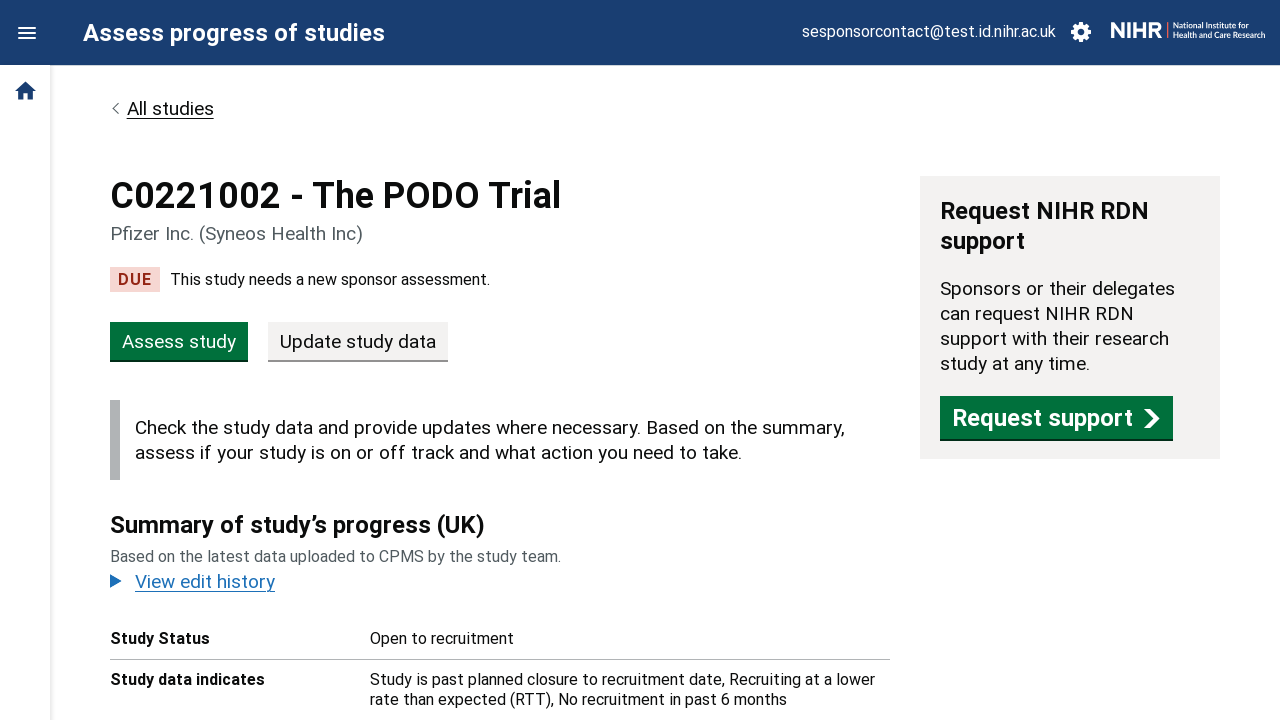 Assess progress of studies
sesponsorcontact@test.id.nihr.ac.uk
NIHR | National Institute for
Health and Care Research
All studies
C0221002 - The PODO Trial
Pfizer Inc. (Syneos Health Inc)
DUE This study needs a new sponsor assessment.
Assess study
Update study data
Check the study data and provide updates where necessary. Based on the summary,
assess if your study is on or off track and what action you need to take.
Summary of study’s progress (UK)
Based on the latest data uploaded to CPMS by the study team.
View edit history
Study Status Open to recruitment
Study data indicates Study is past planned closure to recruitment date, Recruiting at a lower
rate than expected (RTT), No recruitment in past 6 months
Request NIHR RDN
support
Sponsors or their delegates
can request NIHR RDN
support with their research
study at any time.
Request support